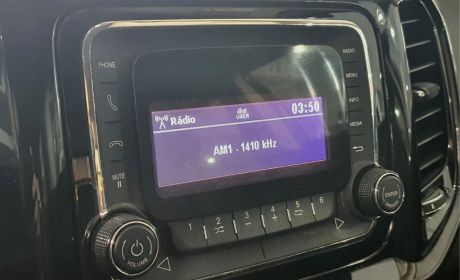 PHONE
RADIO
MENU
INFO
MEDIA
MUTE
Rádio
USER
03:50
AM1 - 1410 kHz
1 2 3 4 5 6
VOLUME
ENTER